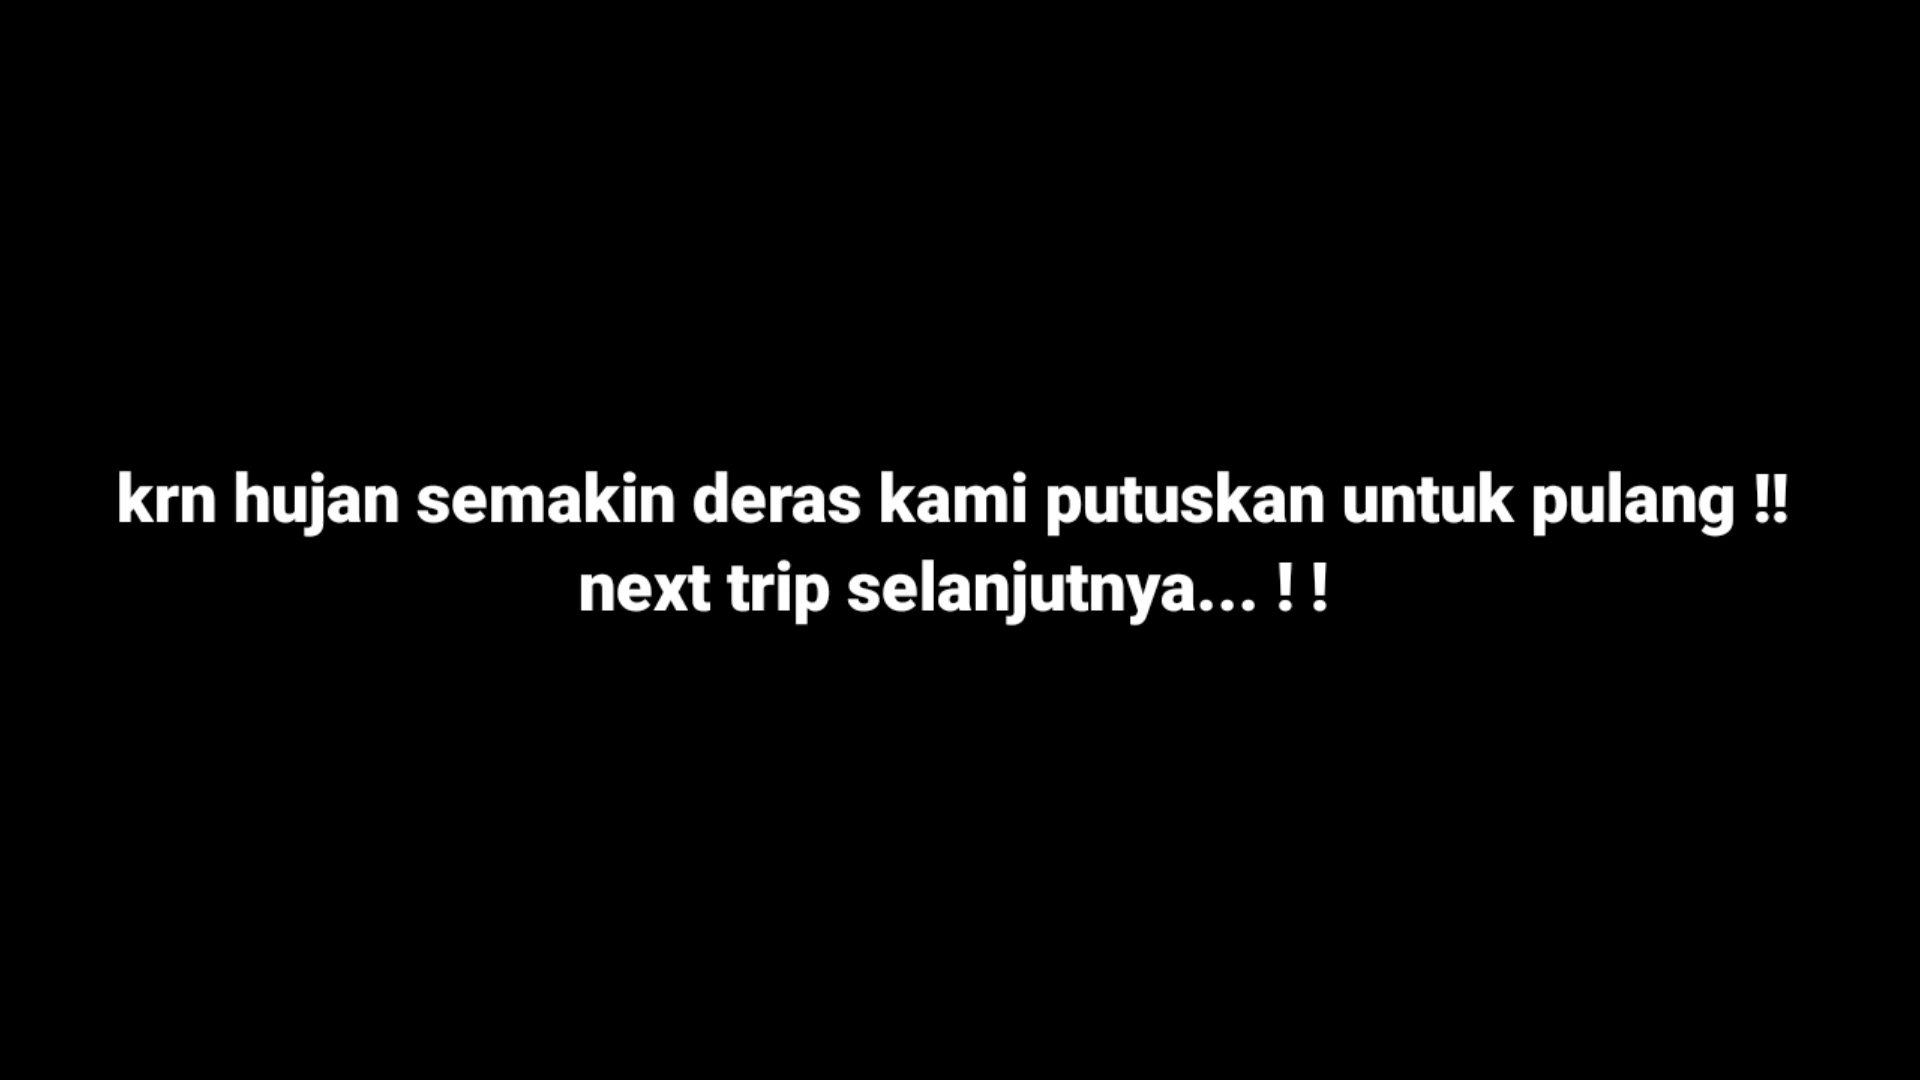 krn hujan semakin deras kami putuskan untuk pulang !!
next trip selanjutnya... ! !